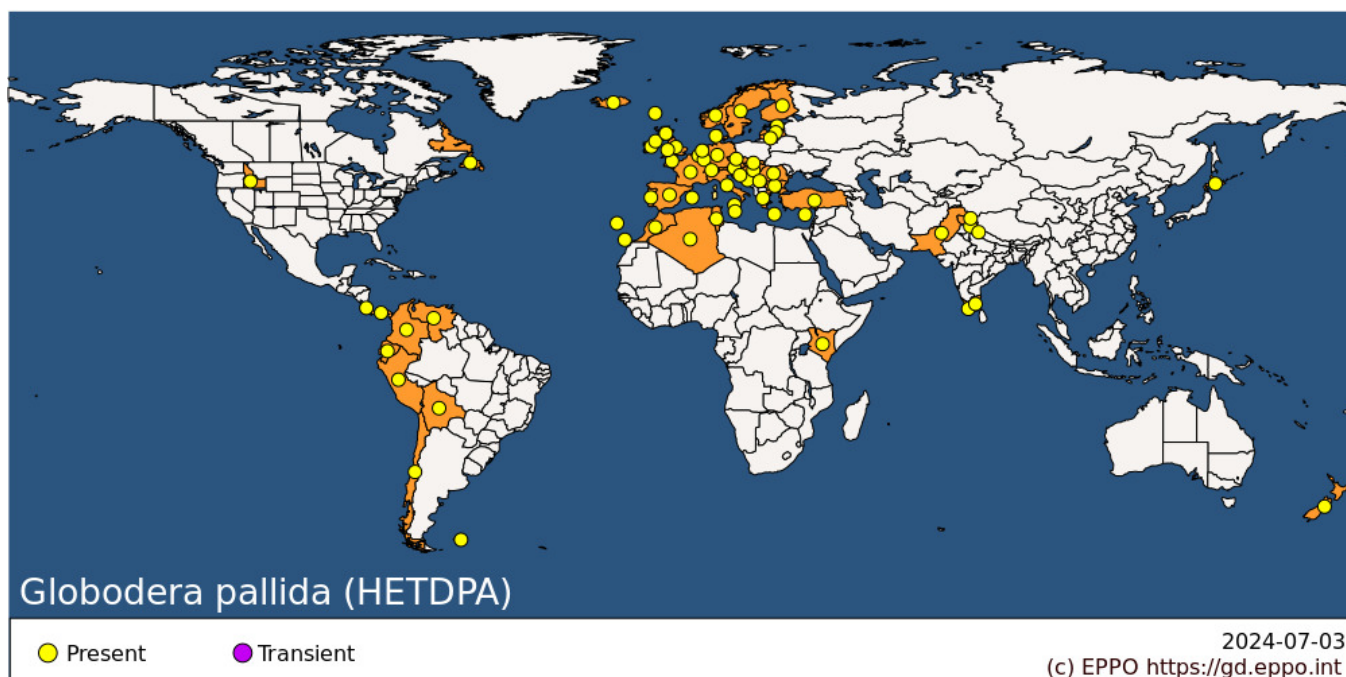 Globodera pallida (HETDPA)
Present
Transient
2024-07-03
(c) EPPO https://gd.eppo.int